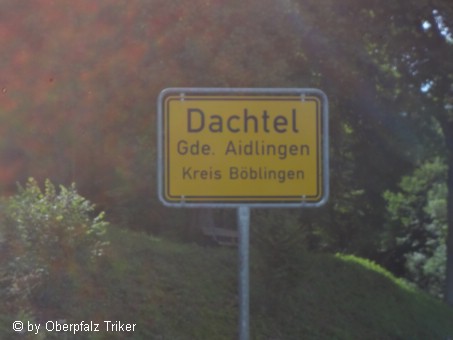 Dachtel
Gde. Aidlingen
Kreis Böblingen
© by Oberpfalz Triker